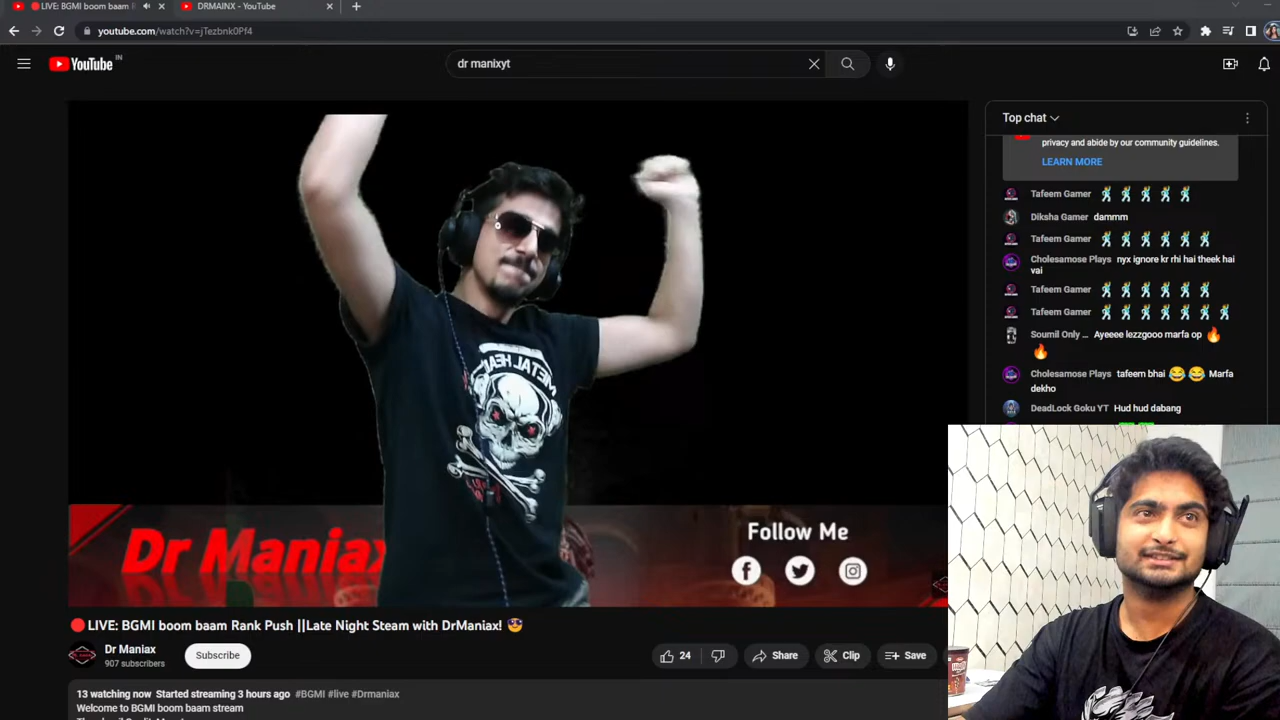 LIVE: BGMI boom baam R
DRMAINX - YouTube
youtube.com/watch?v=jTezbnk0Pf4
YouTube IN
dr manixyt
Top chat
privacy and abide by our community guidelines.
LEARN MORE
Tafeem Gamer 🕺🕺🕺🕺🕺
Diksha Gamer dammm
Tafeem Gamer 🕺🕺🕺🕺🕺🕺
Cholesamose Plays nyx ignore kr rhi hai theek hai
vai
Tafeem Gamer 🕺🕺🕺🕺🕺🕺
Tafeem Gamer 🕺🕺🕺🕺🕺🕺🕺
Soumil Only ... Ayeeee lezzgooo marfa op 🔥
🔥
Cholesamose Plays tafeem bhai 😂😂 Marfa
dekho
DeadLock Goku YT Hud hud dabang
Dr Maniax
Follow Me
🔴LIVE: BGMI boom baam Rank Push ||Late Night Steam with DrManiax! 😎
Dr Maniax
907 subscribers
Subscribe
24
Share
Clip
Save
13 watching now Started streaming 3 hours ago #BGMI #live #Drmaniax
Welcome to BGMI boom baam stream